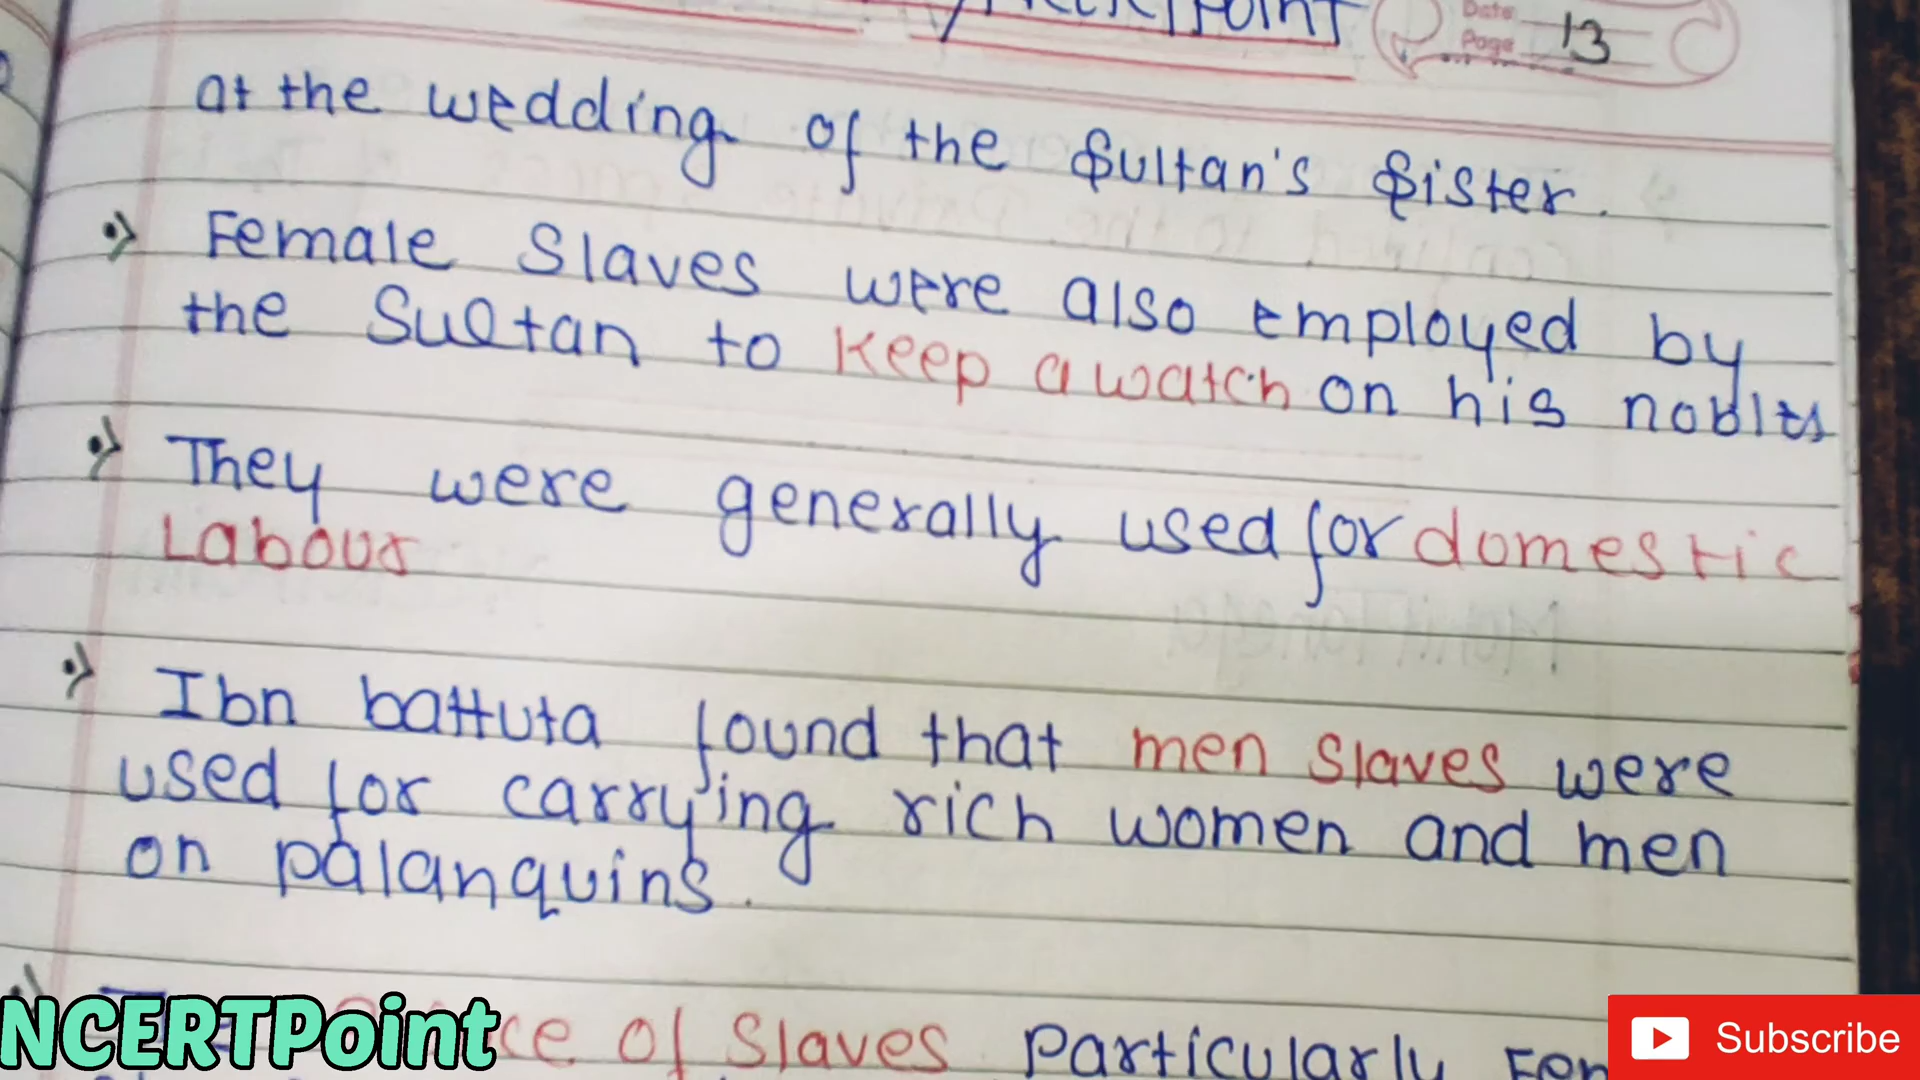 Point
Date
Page 13
at the wedding of the Sultan's Sister.
Female Slaves were also employed by
the Sultan to Keep a watch on his nobles
They were generally used for domestic
Labour
Ibn battuta found that men slaves were
used for carrying rich women and men
on palanquins.
of Slaves Particularly
NCERTPoint
Subscribe